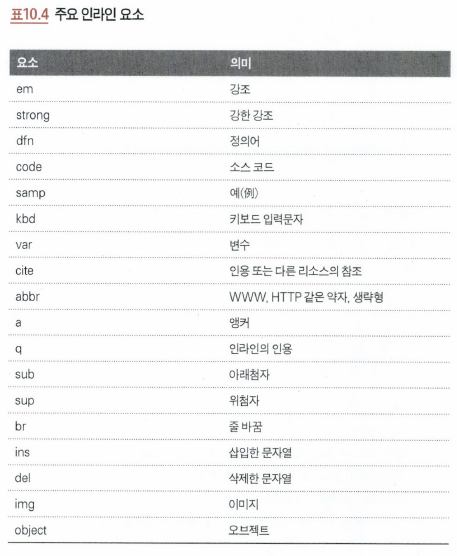 표10.4 주요 인라인 요소
요소 의미
em 강조
strong 강한 강조
dfn 정의어
code 소스 코드
samp 예(例)
kbd 키보드 입력문자
var 변수
cite 인용 또는 다른 리소스의 참조
abbr WWW, HTTP 같은 약자, 생략형
a 앵커
q 인라인의 인용
sub 아래첨자
sup 위첨자
br 줄 바꿈
ins 삽입한 문자열
del 삭제한 문자열
img 이미지
object 오브젝트